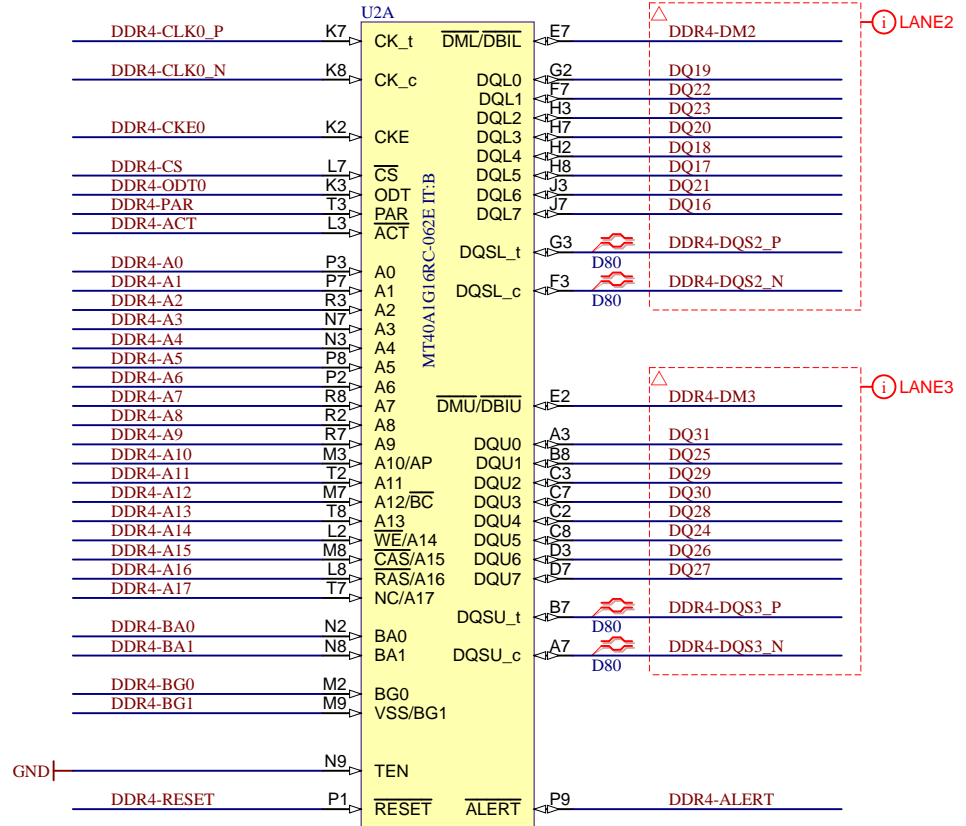 U2A
DDR4-CLK0_P K7 CK_t DML/DBIL E7 DDR4-DM2 LANE2
DDR4-CLK0_N K8 CK_c DQL0 G2 DQ19
DQL1 F7 DQ22
DQL2 H3 DQ23
DDR4-CKE0 K2 CKE DQL3 H7 DQ20
DQL4 H2 DQ18
DDR4-CS L7 CS DQL5 H8 DQ17
DDR4-ODT0 K3 ODT DQL6 J3 DQ21
DDR4-PAR T3 PAR DQL7 J7 DQ16
DDR4-ACT L3 ACT
DQSL_t G3 D80 DDR4-DQS2_P
DDR4-A0 P3 A0
DDR4-A1 P7 A1 DQSL_c F3 D80 DDR4-DQS2_N
DDR4-A2 R3 A2
DDR4-A3 N7 A3
DDR4-A4 N3 A4
DDR4-A5 P8 A5
DDR4-A6 P2 A6
MT40A1G16RC-062E IT:B
DDR4-A7 R8 A7 DMU/DBIU E2 DDR4-DM3 LANE3
DDR4-A8 R2 A8
DDR4-A9 R7 A9 DQU0 A3 DQ31
DDR4-A10 M3 A10/AP DQU1 B8 DQ25
DDR4-A11 T2 A11 DQU2 C3 DQ29
DDR4-A12 M7 A12/BC DQU3 C7 DQ30
DDR4-A13 T8 A13 DQU4 C2 DQ28
DDR4-A14 L2 WE/A14 DQU5 C8 DQ24
DDR4-A15 M8 CAS/A15 DQU6 D3 DQ26
DDR4-A16 L8 RAS/A16 DQU7 D7 DQ27
DDR4-A17 T7 NC/A17
DQSU_t B7 D80 DDR4-DQS3_P
DDR4-BA0 N2 BA0
DDR4-BA1 N8 BA1 DQSU_c A7 D80 DDR4-DQS3_N
DDR4-BG0 M2 BG0
DDR4-BG1 M9 VSS/BG1
GND N9 TEN
DDR4-RESET P1 RESET ALERT P9 DDR4-ALERT